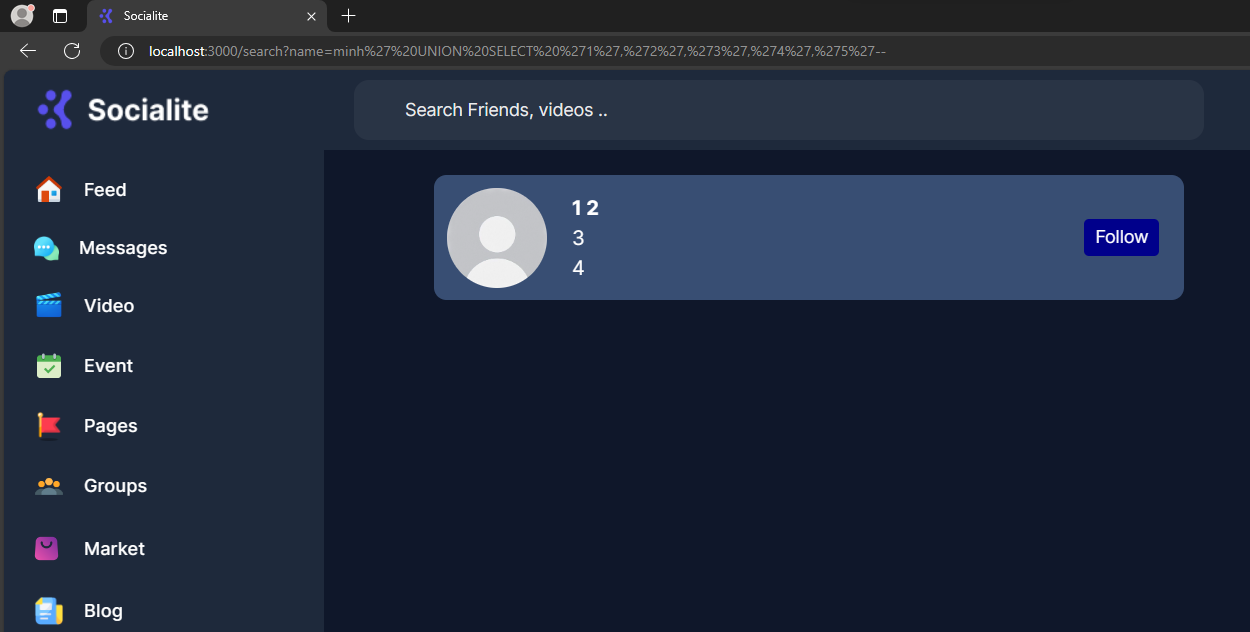 Socialite
localhost:3000/search?name=minh%27%20UNION%20SELECT%20%271%27,%272%27,%273%27,%274%27,%275%27--
Socialite
Search Friends, videos ..
Feed
Messages
Video
Event
Pages
Groups
Market
Blog
1 2
3
4
Follow